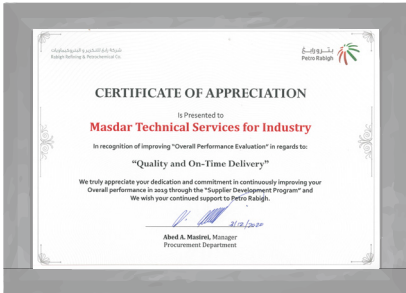 شركة رابغ للتكرير و البتروكيماويات
Rabigh Refining & Petrochemical Co.
بترورابغ
Petro Rabigh
CERTIFICATE OF APPRECIATION
Is Presented to
Masdar Technical Services for Industry
In recognition of improving "Overall Performance Evaluation" in regards to:
"Quality and On-Time Delivery"
We truly appreciate your dedication and commitment in continuously improving your
Overall performance in 2019 through the "Supplier Development Program" and
We wish your continued support to Petro Rabigh.
2/12/2020
Abed A. Masirei, Manager
Procurement Department